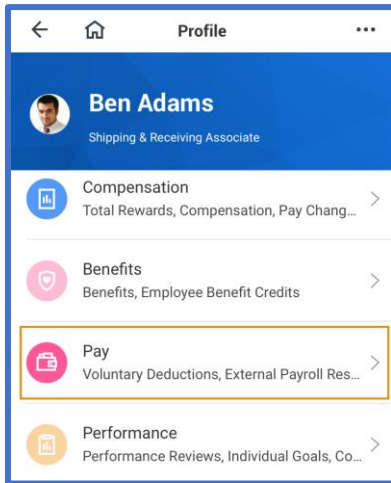 Profile
Ben Adams
Shipping & Receiving Associate
Compensation
Total Rewards, Compensation, Pay Chang...
Benefits
Benefits, Employee Benefit Credits
Pay
Voluntary Deductions, External Payroll Res...
Performance
Performance Reviews, Individual Goals, Co...